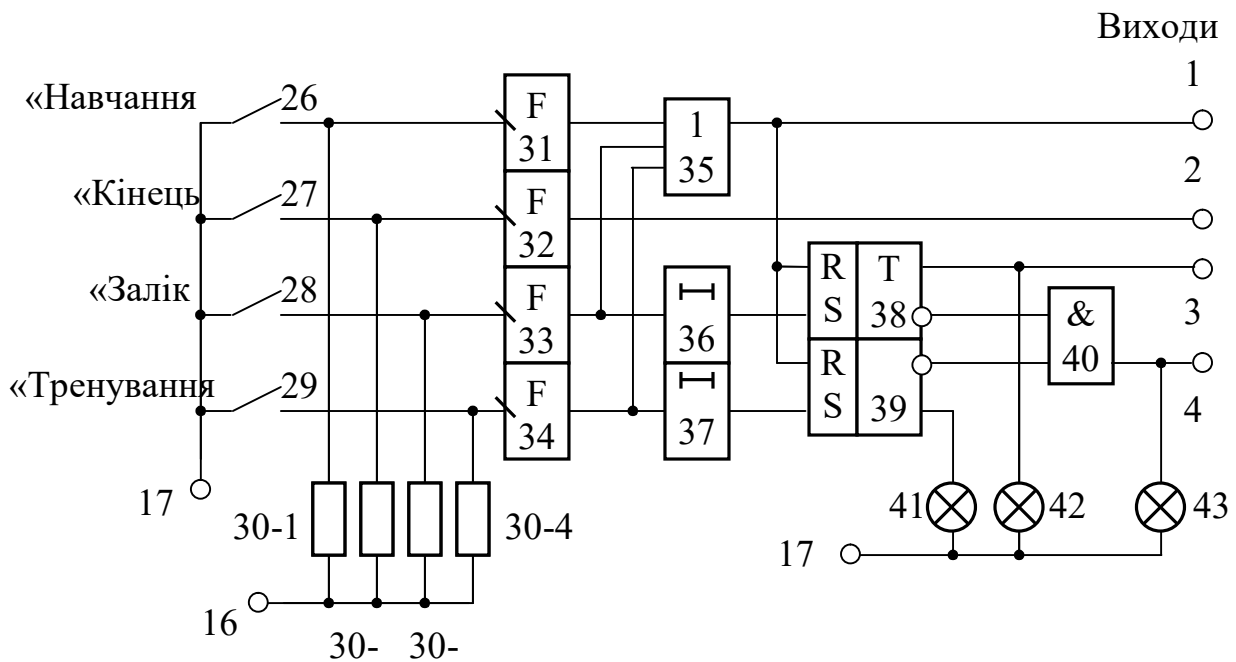 Виходи
«Навчання
26
F
31
1
35
1
«Кінець
27
F
32
2
«Залік
28
F
33
36
R
S
T
38
&
40
3
«Тренування
29
F
34
37
R
S
39
4
17
30-1
30-4
41
42
43
17
16
30-
30-